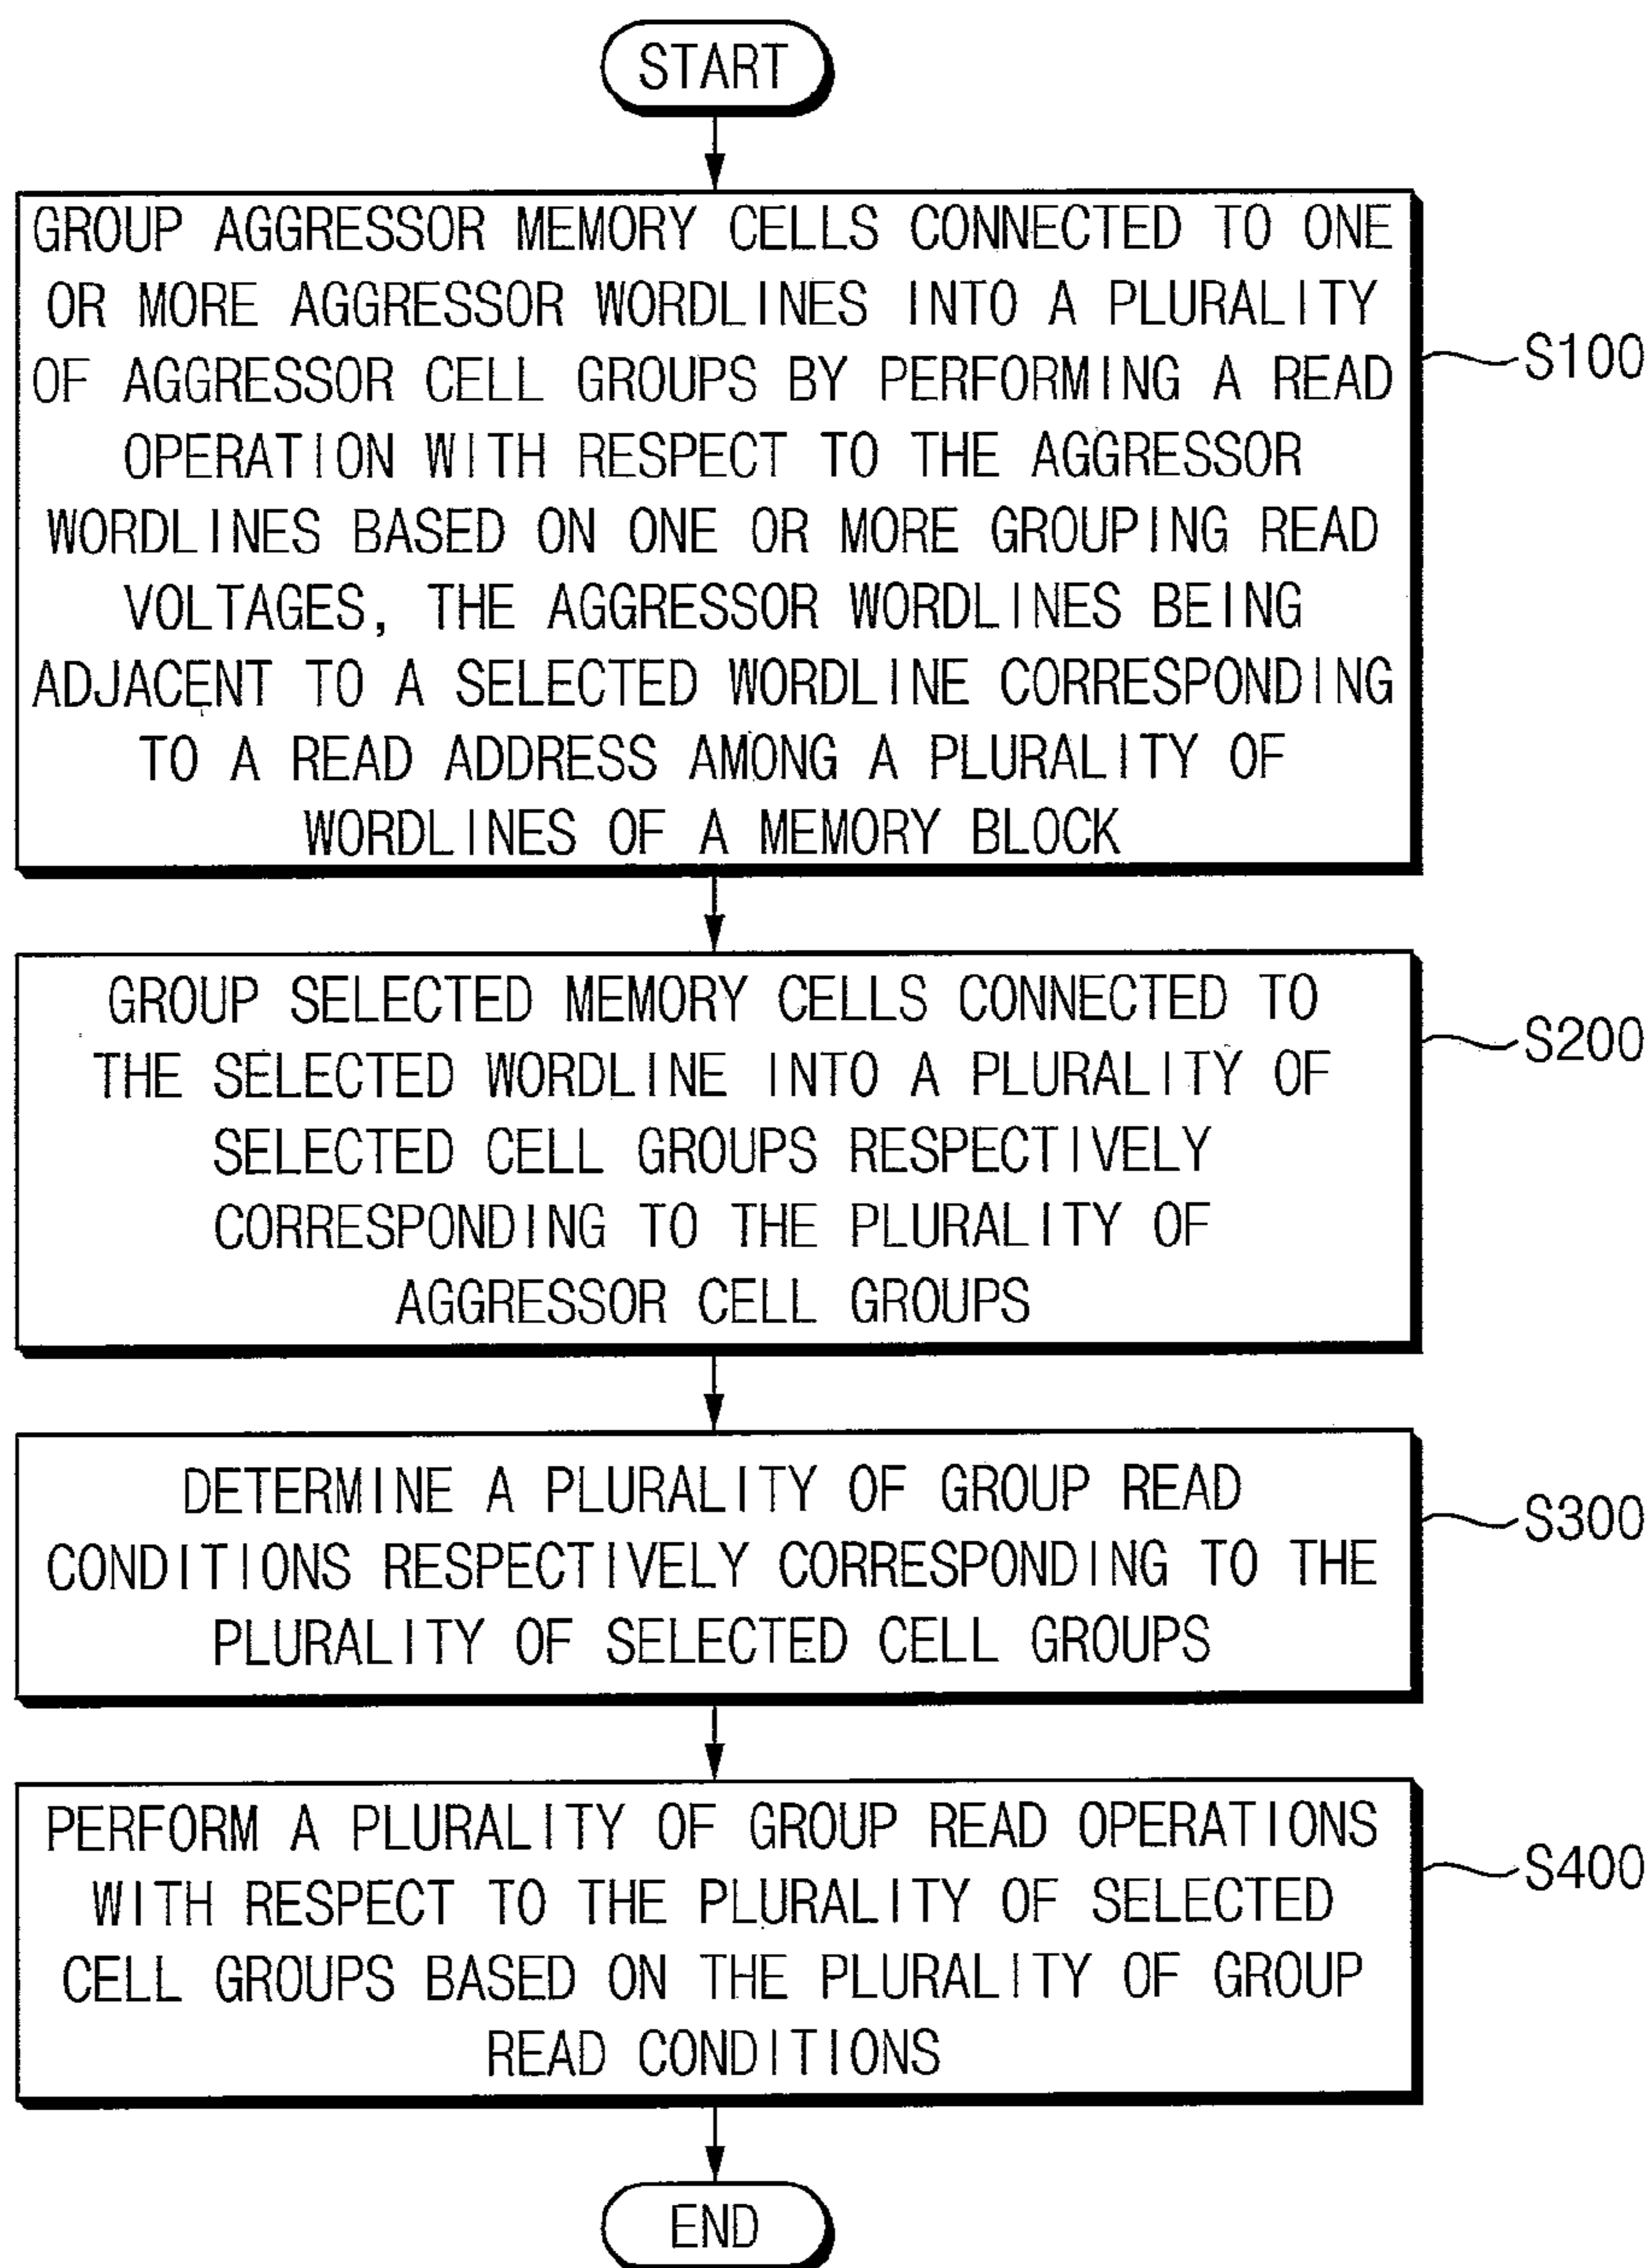 START
GROUP AGGRESSOR MEMORY CELLS CONNECTED TO ONE
OR MORE AGGRESSOR WORDLINES INTO A PLURALITY
OF AGGRESSOR CELL GROUPS BY PERFORMING A READ
OPERATION WITH RESPECT TO THE AGGRESSOR
WORDLINES BASED ON ONE OR MORE GROUPING READ
VOLTAGES, THE AGGRESSOR WORDLINES BEING
ADJACENT TO A SELECTED WORDLINE CORRESPONDING
TO A READ ADDRESS AMONG A PLURALITY OF
WORDLINES OF A MEMORY BLOCK
S100
GROUP SELECTED MEMORY CELLS CONNECTED TO
THE SELECTED WORDLINE INTO A PLURALITY OF
SELECTED CELL GROUPS RESPECTIVELY
CORRESPONDING TO THE PLURALITY OF
AGGRESSOR CELL GROUPS
S200
DETERMINE A PLURALITY OF GROUP READ
CONDITIONS RESPECTIVELY CORRESPONDING TO THE
PLURALITY OF SELECTED CELL GROUPS
S300
PERFORM A PLURALITY OF GROUP READ OPERATIONS
WITH RESPECT TO THE PLURALITY OF SELECTED
CELL GROUPS BASED ON THE PLURALITY OF GROUP
READ CONDITIONS
S400
END